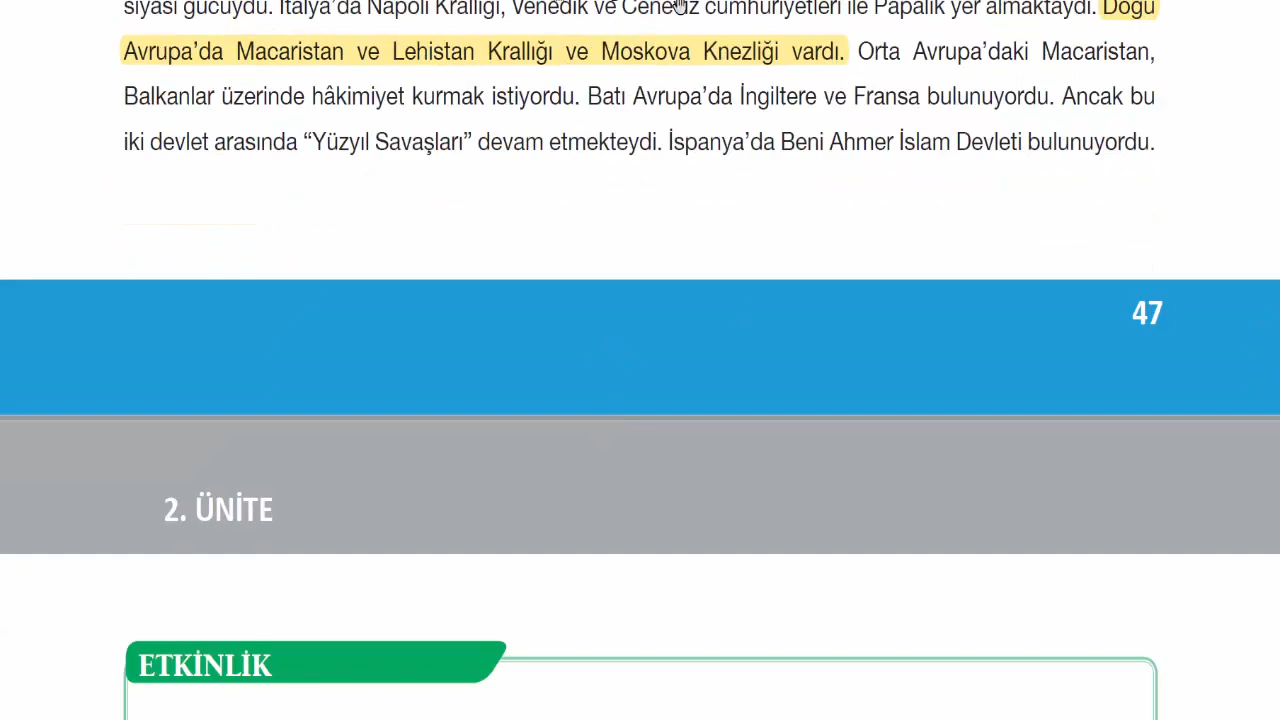 siyasi gücüydü. İtalya’da Napoli Krallığı, Venedik ve Ceneviz cumhuriyetleri ile Papalık yer almaktaydı. Doğu
Avrupa’da Macaristan ve Lehistan Krallığı ve Moskova Knezliği vardı. Orta Avrupa’daki Macaristan,
Balkanlar üzerinde hâkimiyet kurmak istiyordu. Batı Avrupa’da İngiltere ve Fransa bulunuyordu. Ancak bu
iki devlet arasında “Yüzyıl Savaşları” devam etmekteydi. İspanya’da Beni Ahmer İslam Devleti bulunuyordu.
47
2. ÜNİTE
ETKİNLİK